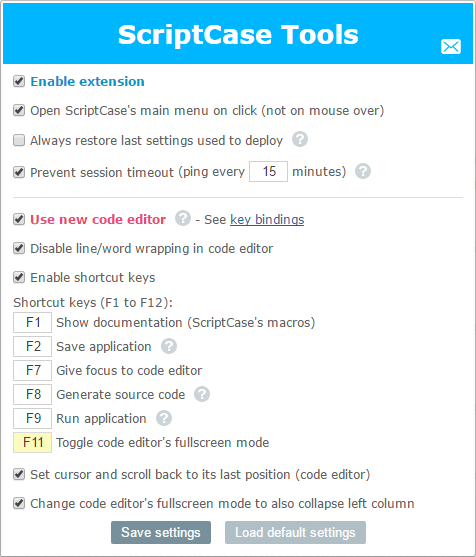 ScriptCase Tools
Enable extension
Open ScriptCase's main menu on click (not on mouse over)
Always restore last settings used to deploy ?
Prevent session timeout (ping every 15 minutes) ?
Use new code editor ? - See key bindings
Disable line/word wrapping in code editor
Enable shortcut keys
Shortcut keys (F1 to F12):
F1 Show documentation (ScriptCase's macros)
F2 Save application ?
F7 Give focus to code editor
F8 Generate source code ?
F9 Run application ?
F11 Toggle code editor's fullscreen mode
Set cursor and scroll back to its last position (code editor)
Change code editor's fullscreen mode to also collapse left column
Save settings Load default settings